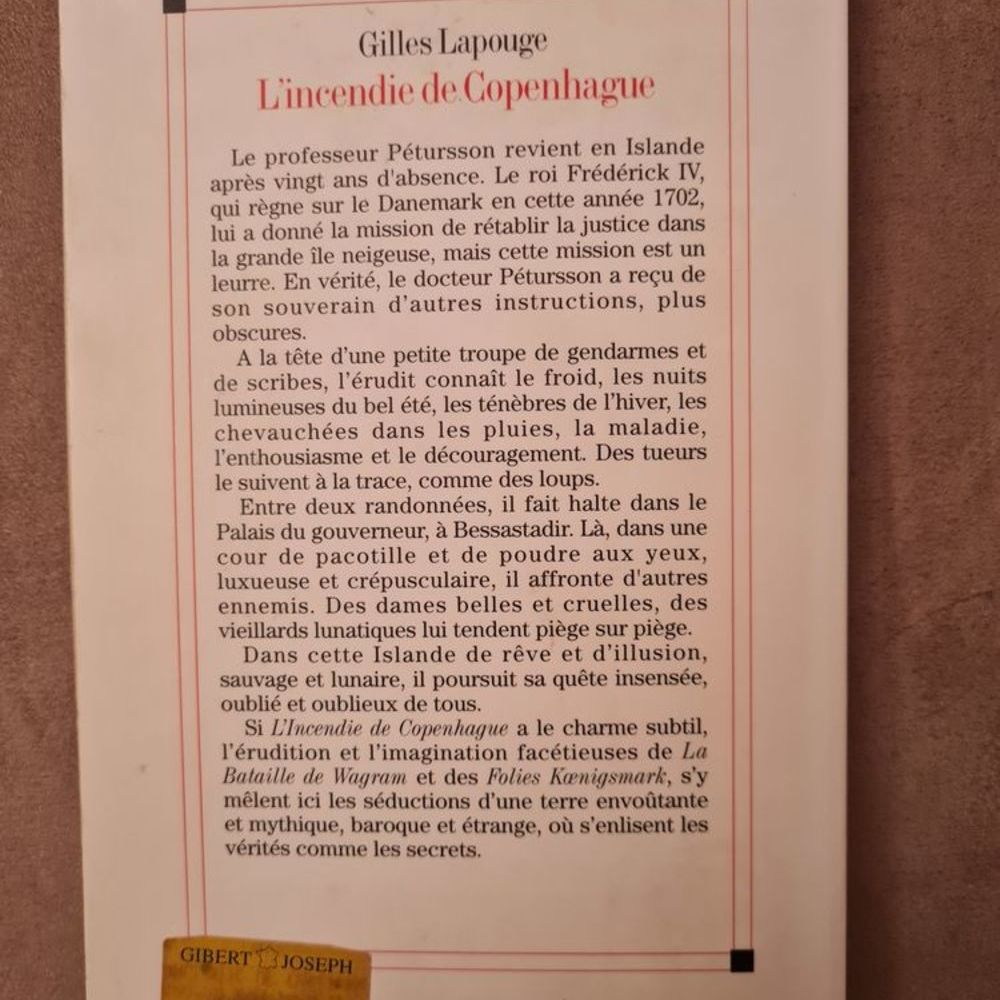 Gilles Lapouge
L'incendie de Copenhague
Le professeur Pétursson revient en Islande
après vingt ans d'absence. Le roi Frédérick IV,
qui règne sur le Danemark en cette année 1702,
lui a donné la mission de rétablir la justice dans
la grande île neigeuse, mais cette mission est un
leurre. En vérité, le docteur Pétursson a reçu de
son souverain d'autres instructions, plus
obscures.
A la tête d'une petite troupe de gendarmes et
de scribes, l'érudit connaît le froid, les nuits
lumineuses du bel été, les ténèbres de l'hiver, les
chevauchées dans les pluies, la maladie,
l'enthousiasme et le découragement. Des tueurs
le suivent à la trace, comme des loups.
Entre deux randonnées, il fait halte dans le
Palais du gouverneur, à Bessastadir. Là, dans une
cour de pacotille et de poudre aux yeux,
luxueuse et crépusculaire, il affronte d'autres
ennemis. Des dames belles et cruelles, des
vieillards lunatiques lui tendent piège sur piège.
Dans cette Islande de rêve et d'illusion,
sauvage et lunaire, il poursuit sa quête insensée,
oublié et oublieux de tous.
Si L'Incendie de Copenhague a le charme subtil,
l'érudition et l'imagination facétieuses de La
Bataille de Wagram et des Folies Kœnigsmark, s'y
mêlent ici les séductions d'une terre envoûtante
et mythique, baroque et étrange, où s'enlisent les
vérités comme les secrets.
GIBERT JOSEPH